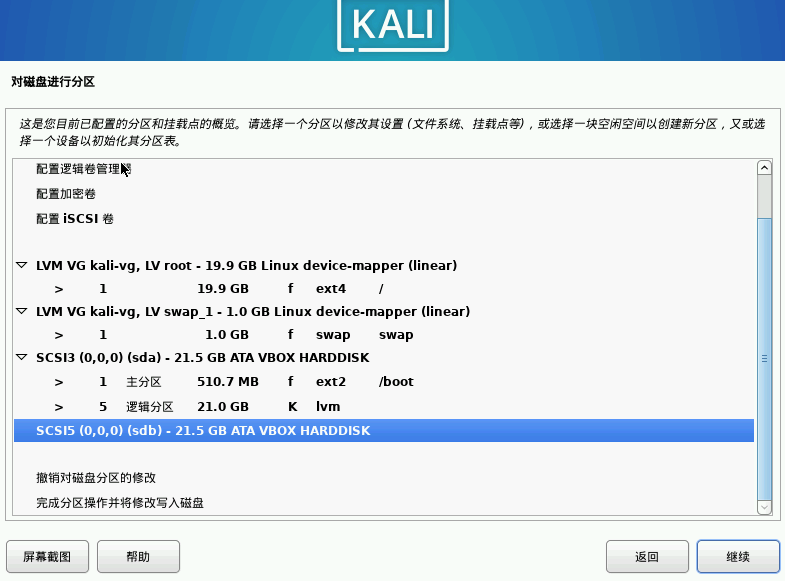 KALI
对磁盘进行分区
这是您目前已配置的分区和挂载点的概览。请选择一个分区以修改其设置 (文件系统、挂载点等) ，或选择一块空闲空间以创建新分区，又或选
择一个设备以初始化其分区表。
配置逻辑卷管理器
配置加密卷
配置 iSCSI 卷
LVM VG kali-vg, LV root - 19.9 GB Linux device-mapper (linear)
> 1 19.9 GB f ext4 /
LVM VG kali-vg, LV swap_1 - 1.0 GB Linux device-mapper (linear)
> 1 1.0 GB f swap swap
SCSI3 (0,0,0) (sda) - 21.5 GB ATA VBOX HARDDISK
> 1 主分区 510.7 MB f ext2 /boot
> 5 逻辑分区 21.0 GB K lvm
SCSI5 (0,0,0) (sdb) - 21.5 GB ATA VBOX HARDDISK
撤销对磁盘分区的修改
完成分区操作并将修改写入磁盘
屏幕截图 帮助 返回 继续